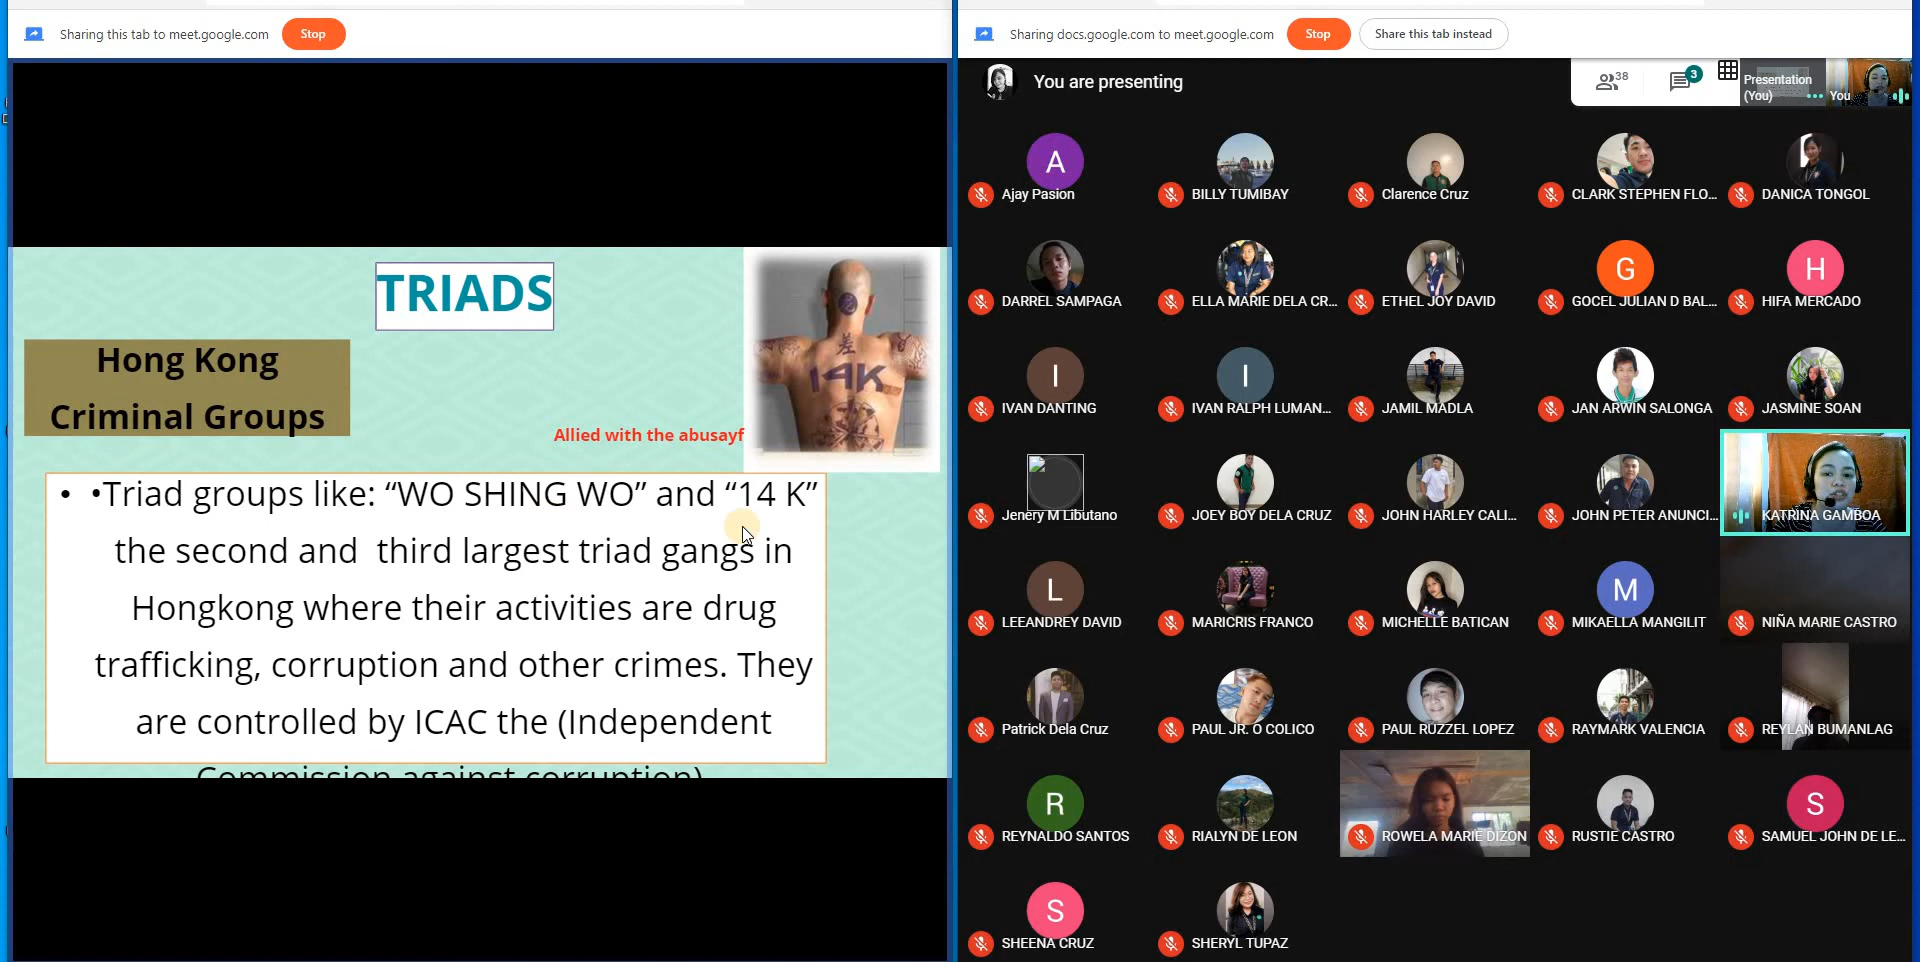 Sharing this tab to meet.google.com
Stop
TRIADS
Hong Kong
Criminal Groups
差
14K
Allied with the abusayf
• •Triad groups like: “WO SHING WO” and “14 K”
the second and third largest triad gangs in
Hongkong where their activities are drug
trafficking, corruption and other crimes. They
are controlled by ICAC the (Independent
Commission against corruption)
Sharing docs.google.com to meet.google.com
Stop
Share this tab instead
You are presenting
38
3
Presentation
(You)
You
A
Ajay Pasion
BILLY TUMIBAY
Clarence Cruz
CLARK STEPHEN FLO...
DANICA TONGOL
DARREL SAMPAGA
ELLA MARIE DELA CR...
ETHEL JOY DAVID
G
GOCEL JULIAN D BAL...
H
HIFA MERCADO
I
IVAN DANTING
I
IVAN RALPH LUMAN...
JAMIL MADLA
JAN ARWIN SALONGA
JASMINE SOAN
Jenery M Libutano
JOEY BOY DELA CRUZ
JOHN HARLEY CALI...
JOHN PETER ANUNCI...
KATRINA GAMBOA
L
LEEANDREY DAVID
MARICRIS FRANCO
MICHELLE BATICAN
M
MIKAELLA MANGILIT
NIÑA MARIE CASTRO
Patrick Dela Cruz
PAUL JR. O COLICO
PAUL RUZZEL LOPEZ
RAYMARK VALENCIA
REYLAN BUMANLAG
R
REYNALDO SANTOS
RIALYN DE LEON
ROWELA MARIE DIZON
RUSTIE CASTRO
S
SAMUEL JOHN DE LE...
S
SHEENA CRUZ
SHERYL TUPAZ